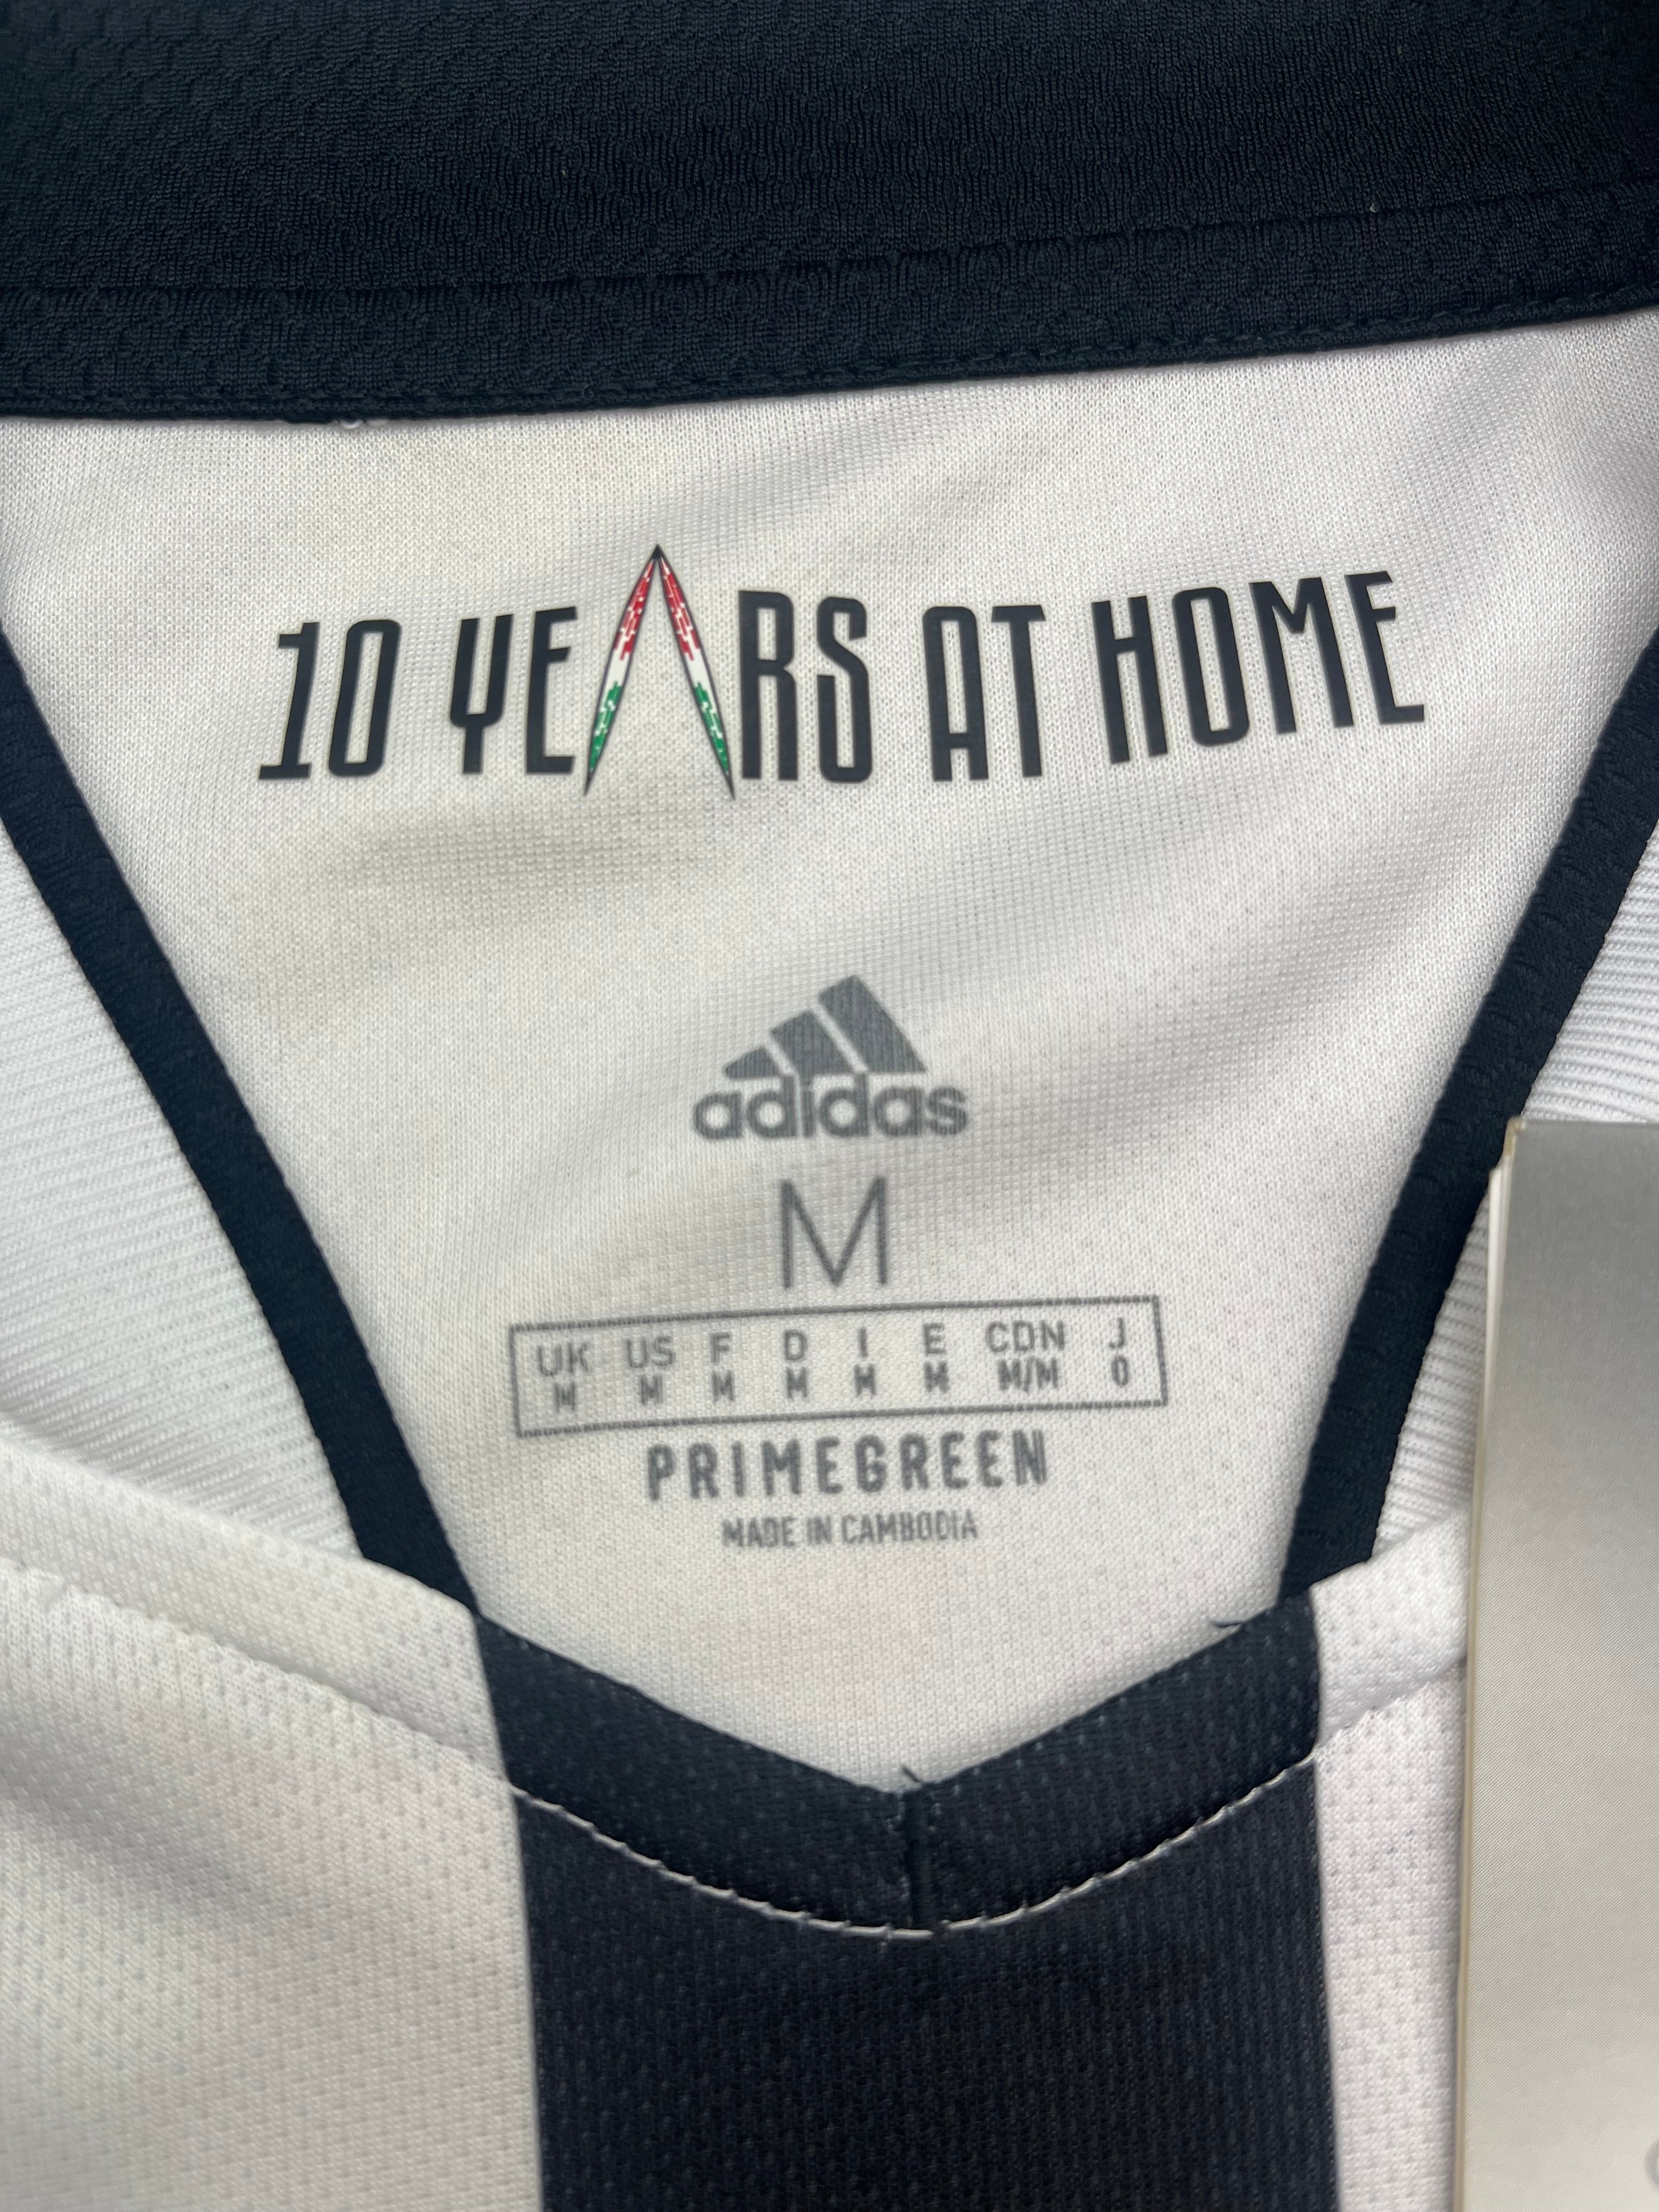 10 YEARS AT HOME
adidas
M
UK US F D I E CDN J
M M M M M M M/M O
PRIMEGREEN
MADE IN CAMBODIA